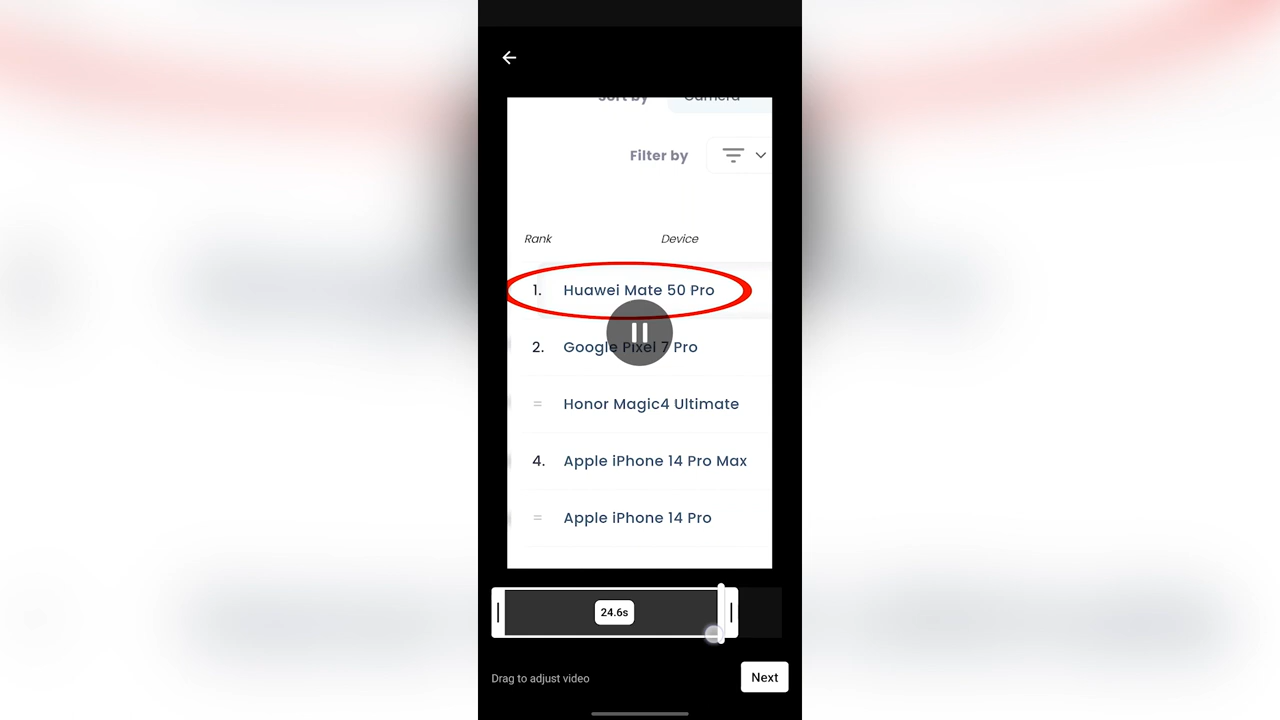 Sort by Camera
Filter by
Rank Device
1. Huawei Mate 50 Pro
2. Google Pixel 7 Pro
= Honor Magic4 Ultimate
4. Apple iPhone 14 Pro Max
= Apple iPhone 14 Pro
24.6s
Drag to adjust video
Next